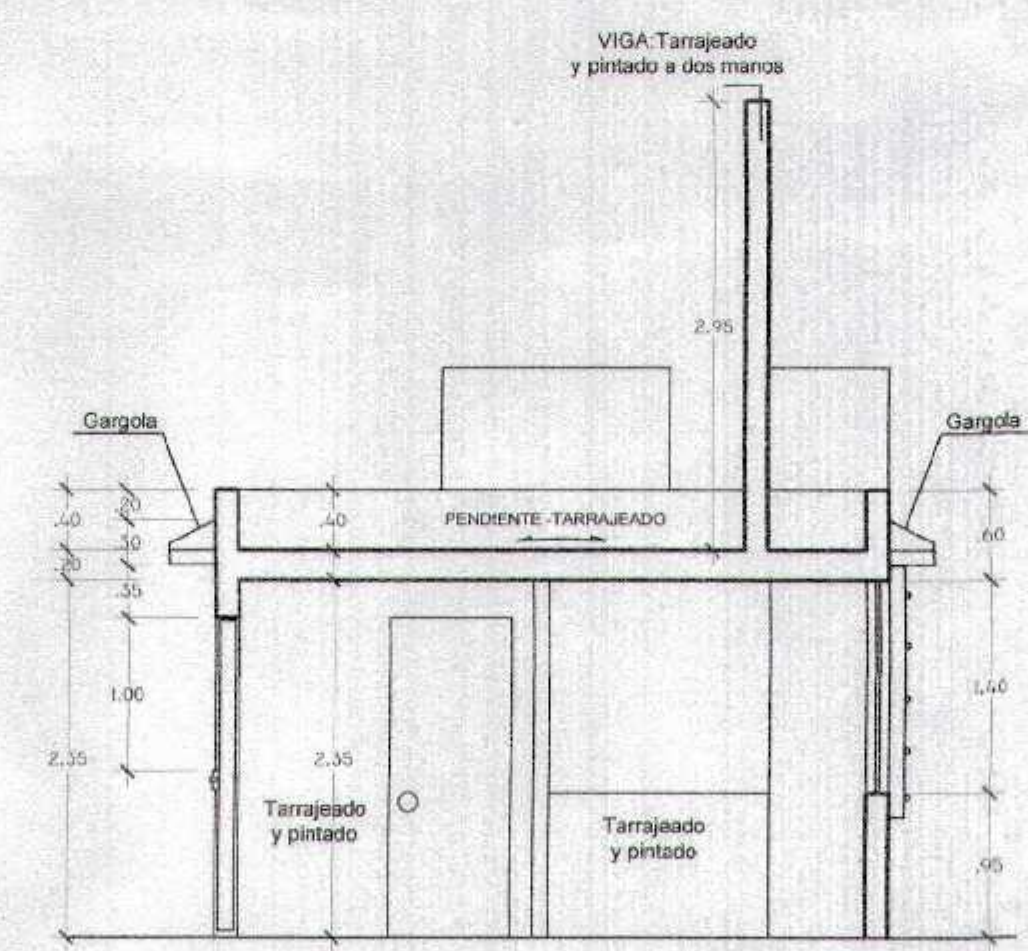 VIGA:Tarrajeado
y pintado a dos manos
2.95
Gargola
Gargola
.40
.40
PENDIENTE-TARRAJEADO
.60
.20
.35
1.00
1.40
2.35
2.35
Tarrajeado
y pintado
Tarrajeado
y pintado
.95